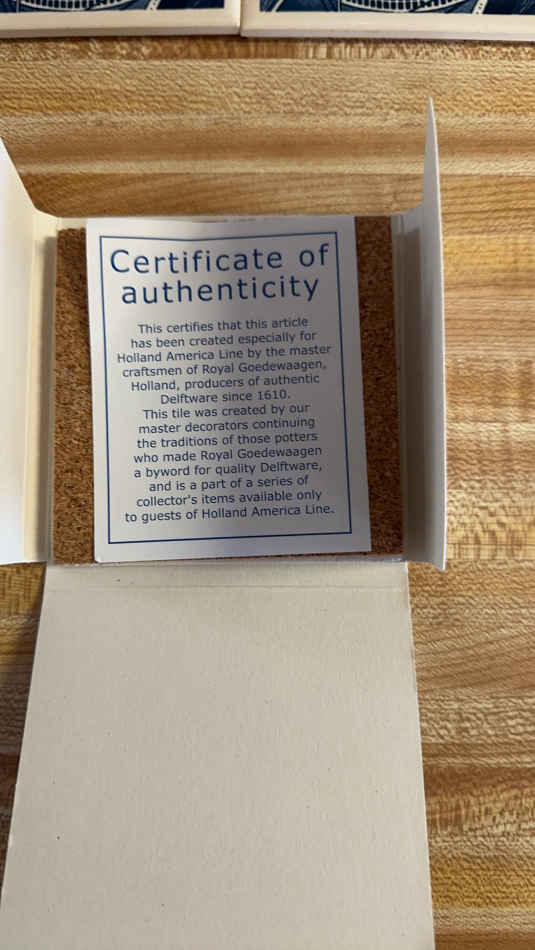 Certificate of
authenticity
This certifies that this article
has been created especially for
Holland America Line by the master
craftsmen of Royal Goedewaagen,
Holland, producers of authentic
Delftware since 1610.
This tile was created by our
master decorators continuing
the traditions of those potters
who made Royal Goedewaagen
a byword for quality Delftware,
and is a part of a series of
collector's items available only
to guests of Holland America Line.